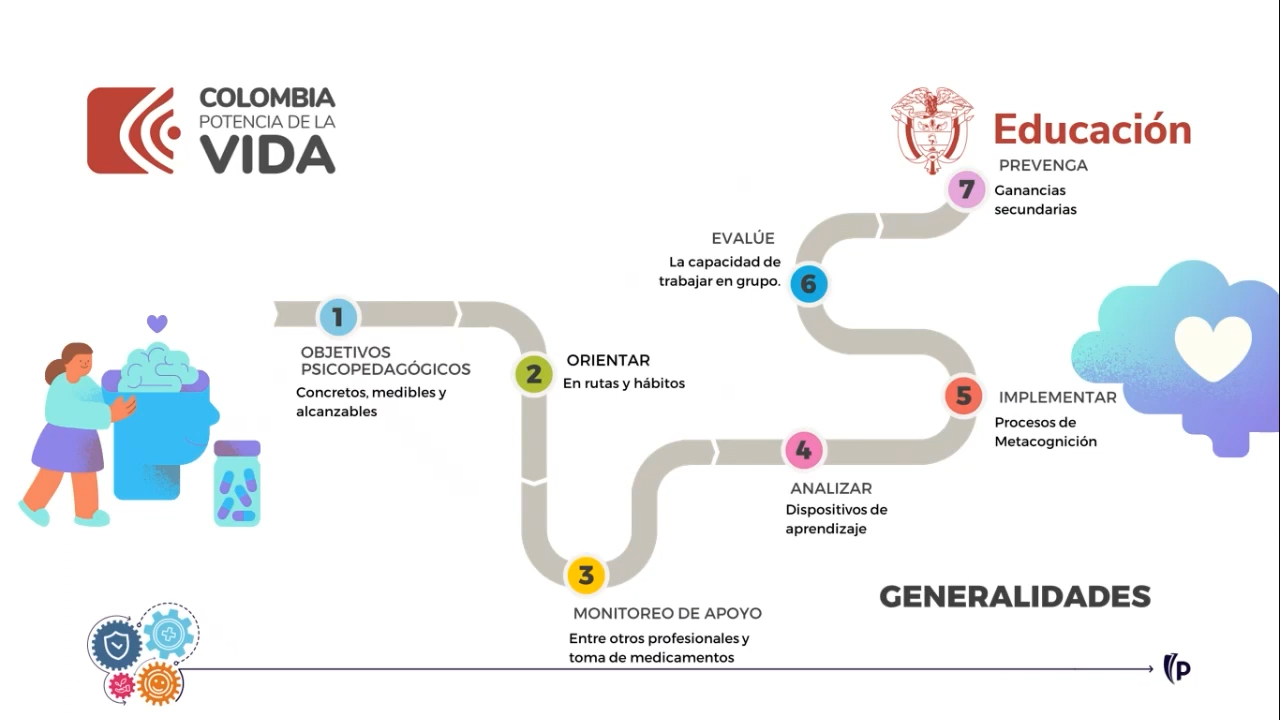 COLOMBIA
POTENCIA DE LA
VIDA
Educación
1
OBJETIVOS
PSICOPEDAGÓGICOS
Concretos, medibles y
alcanzables
2
ORIENTAR
En rutas y hábitos
3
MONITOREO DE APOYO
Entre otros profesionales y
toma de medicamentos
4
ANALIZAR
Dispositivos de
aprendizaje
5
IMPLEMENTAR
Procesos de
Metacognición
6
EVALÚE
La capacidad de
trabajar en grupo.
7
PREVENGA
Ganancias
secundarias
GENERALIDADES
P